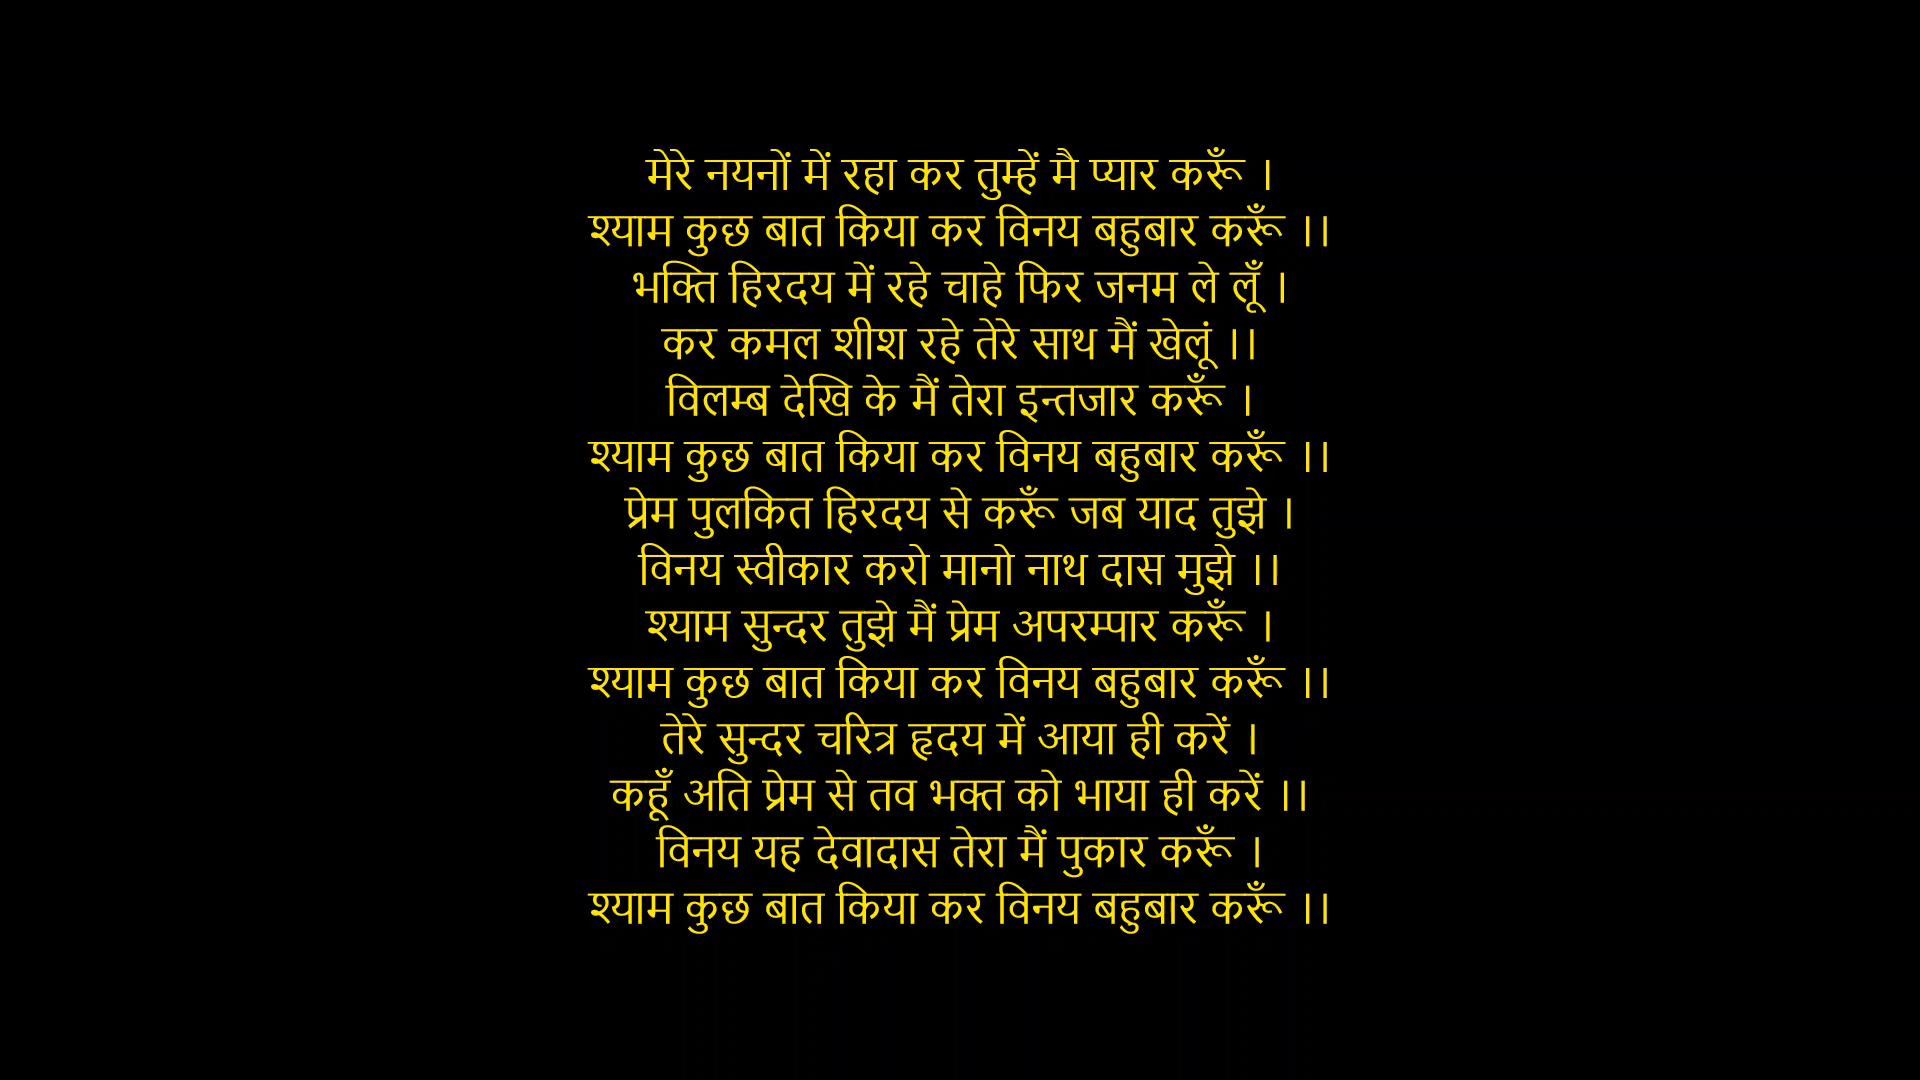 मेरे नयनों में रहा कर तुम्हें मै प्यार करूँ ।
श्याम कुछ बात किया कर विनय बहुबार करूँ ।।
भक्ति हिरदय में रहे चाहे फिर जनम ले लूँ ।
कर कमल शीश रहे तेरे साथ मैं खेलूं ।।
विलम्ब देखि के मैं तेरा इन्तजार करूँ ।
श्याम कुछ बात किया कर विनय बहुबार करूँ ।।
प्रेम पुलकित हिरदय से करूँ जब याद तुझे ।
विनय स्वीकार करो मानो नाथ दास मुझे ।।
श्याम सुन्दर तुझे मैं प्रेम अपरम्पार करूँ ।
श्याम कुछ बात किया कर विनय बहुबार करूँ ।।
तेरे सुन्दर चरित्र हृदय में आया ही करें ।
कहूँ अति प्रेम से तव भक्त को भाया ही करें ।।
विनय यह देवादास तेरा मैं पुकार करूँ ।
श्याम कुछ बात किया कर विनय बहुबार करूँ ।।